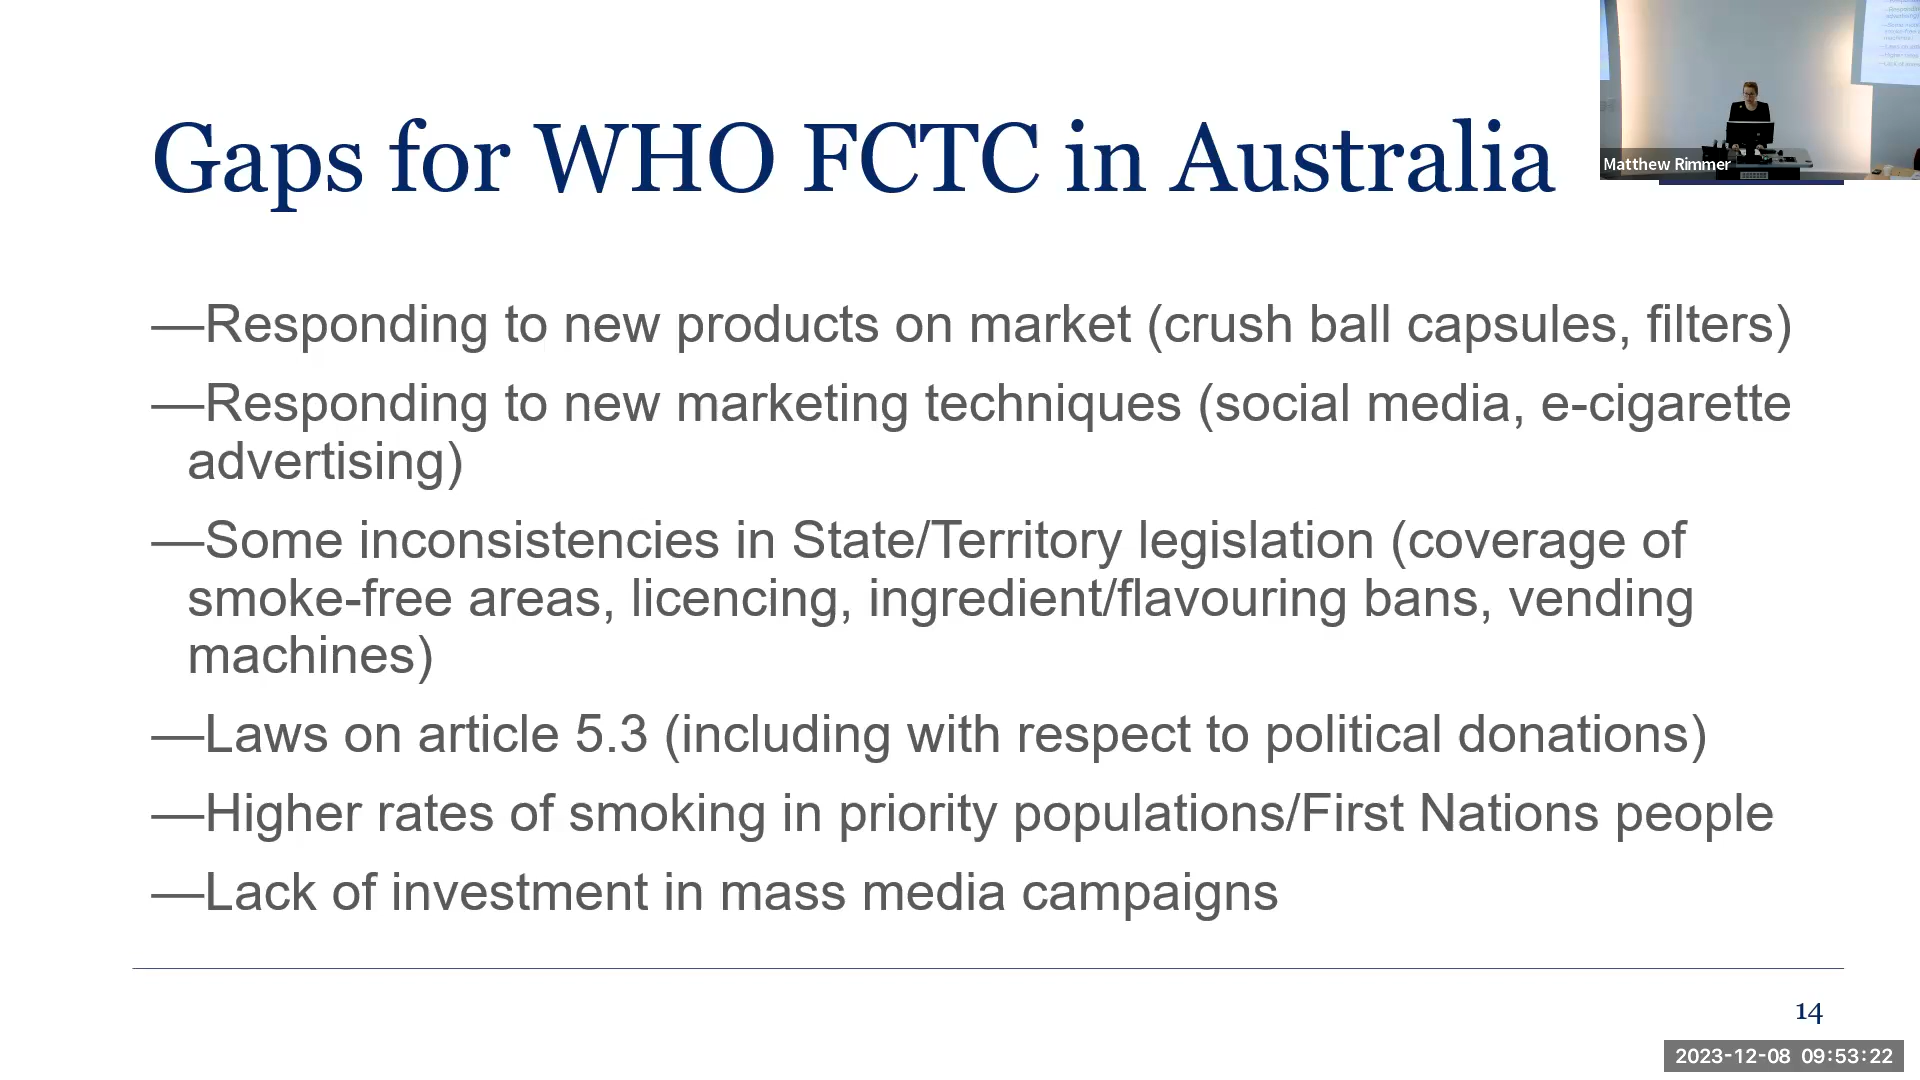 Gaps for WHO FCTC in Australia
Matthew Rimmer
—Responding to new products on market (crush ball capsules, filters)
—Responding to new marketing techniques (social media, e-cigarette
advertising)
—Some inconsistencies in State/Territory legislation (coverage of
smoke-free areas, licencing, ingredient/flavouring bans, vending
machines)
—Laws on article 5.3 (including with respect to political donations)
—Higher rates of smoking in priority populations/First Nations people
—Lack of investment in mass media campaigns
14
2023-12-08 09:53:22